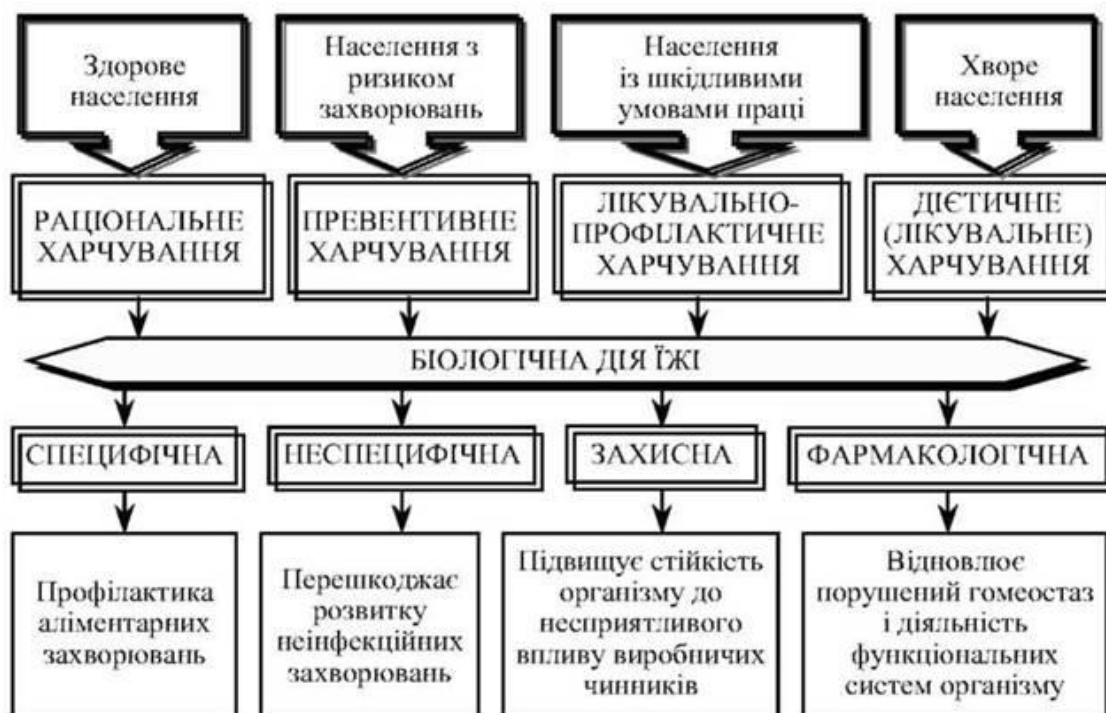 Здорове
населення
Населення з
ризиком
захворювань
Населення
із шкідливими
умовами праці
Хворе
населення
РАЦІОНАЛЬНЕ
ХАРЧУВАННЯ
ПРЕВЕНТИВНЕ
ХАРЧУВАННЯ
ЛІКУВАЛЬНО-
ПРОФІЛАКТИЧНЕ
ХАРЧУВАННЯ
ДІЄТИЧНЕ
(ЛІКУВАЛЬНЕ)
ХАРЧУВАННЯ
БІОЛОГІЧНА ДІЯ ЇЖІ
СПЕЦИФІЧНА
НЕСПЕЦИФІЧНА
ЗАХИСНА
ФАРМАКОЛОГІЧНА
Профілактика
аліментарних
захворювань
Перешкоджає
розвитку
неінфекційних
захворювань
Підвищує стійкість
організму до
несприятливого
впливу виробничих
чинників
Відновлює
порушений гомеостаз
і діяльність
функціональних
систем організму